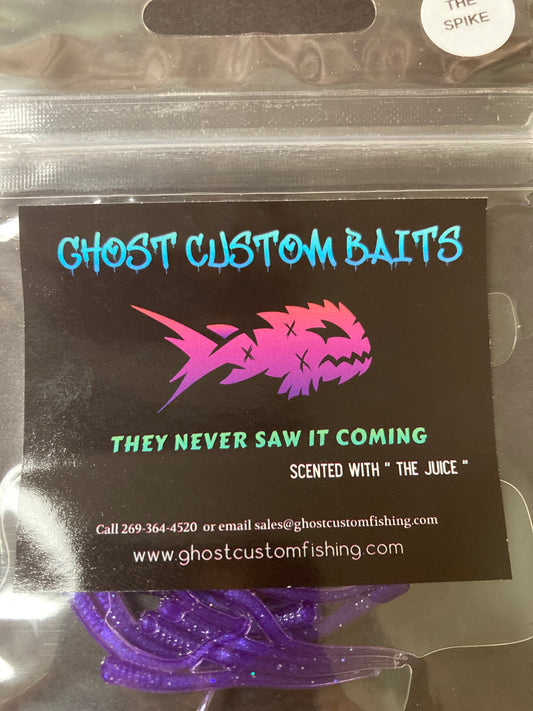 THE
SPIKE
GHOST CUSTOM BAITS
THEY NEVER SAW IT COMING
SCENTED WITH " THE JUICE "
Call 269-364-4520 or email sales@ghostcustomfishing.com
www.ghostcustomfishing.com